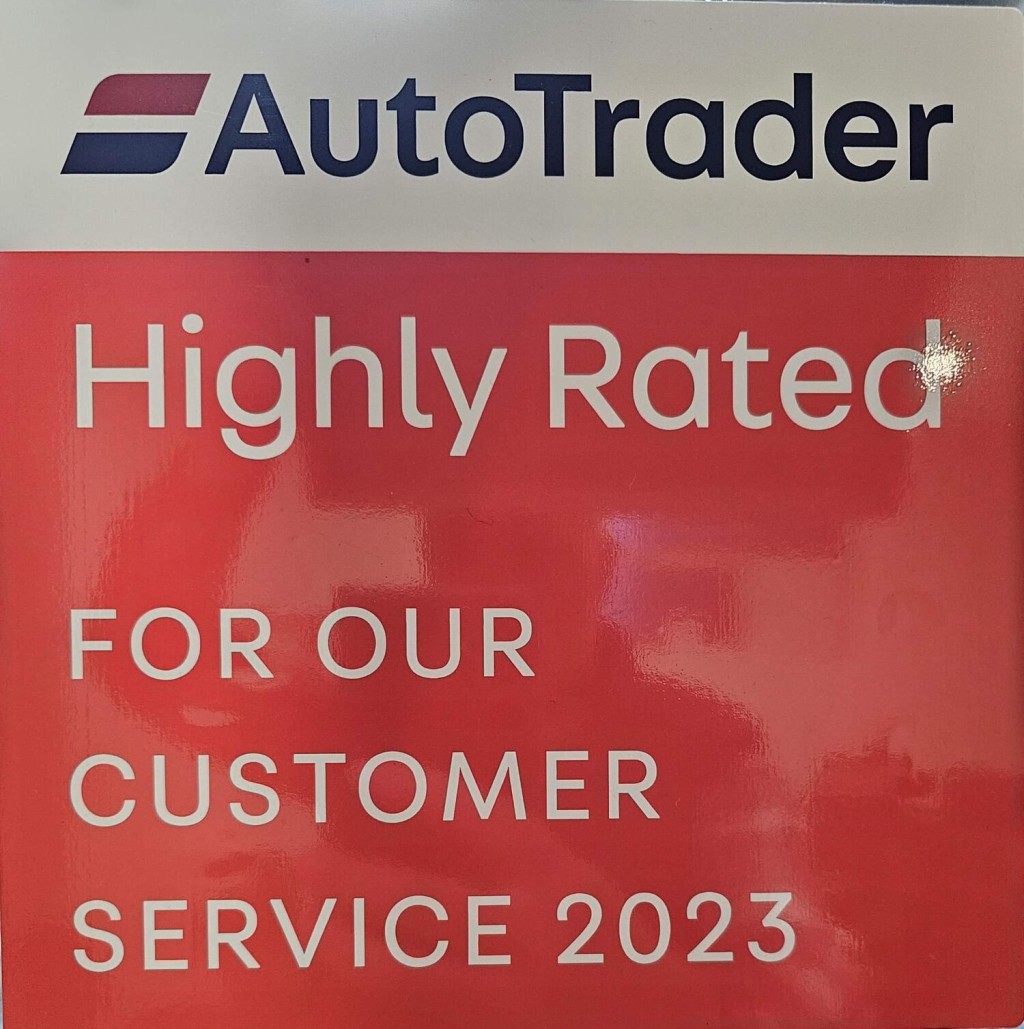 AutoTrader
Highly Rated
FOR OUR
CUSTOMER
SERVICE 2023